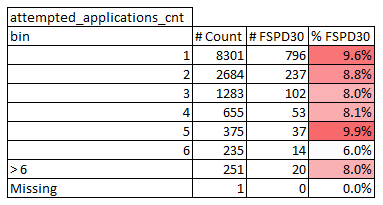 attempted_applications_cnt
bin # Count # FSPD30 % FSPD30
1 8301 796 9.6%
2 2684 237 8.8%
3 1283 102 8.0%
4 655 53 8.1%
5 375 37 9.9%
6 235 14 6.0%
> 6 251 20 8.0%
Missing 1 0 0.0%